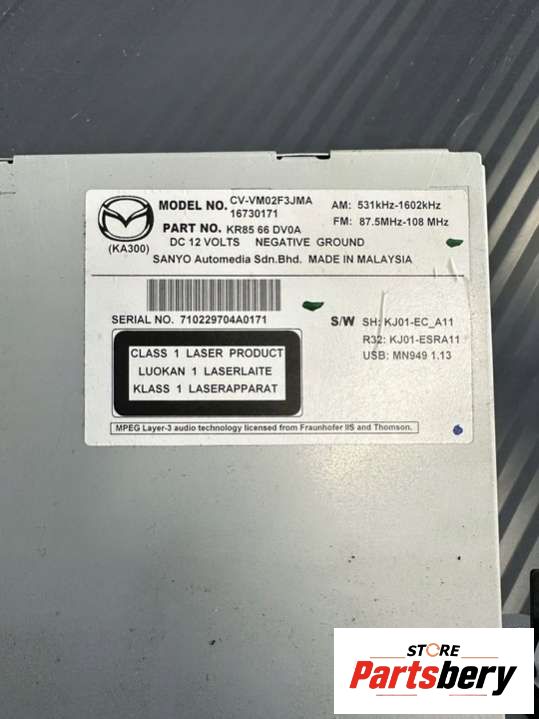 MODEL NO. CV-VM02F3JMA
16730171
AM: 531kHz-1602kHz
FM: 87.5MHz-108 MHz
PART NO. KR85 66 DV0A
(KA300)
DC 12 VOLTS NEGATIVE GROUND
SANYO Automedia Sdn.Bhd. MADE IN MALAYSIA
SERIAL NO. 710229704A0171
S/W SH: KJ01-EC_A11
R32: KJ01-ESRA11
USB: MN949 1.13
CLASS 1 LASER PRODUCT
LUOKAN 1 LASERLAITE
KLASS 1 LASERAPPARAT
MPEG Layer-3 audio technology licensed from Fraunhofer IIS and Thomson.
STORE
Partsbery